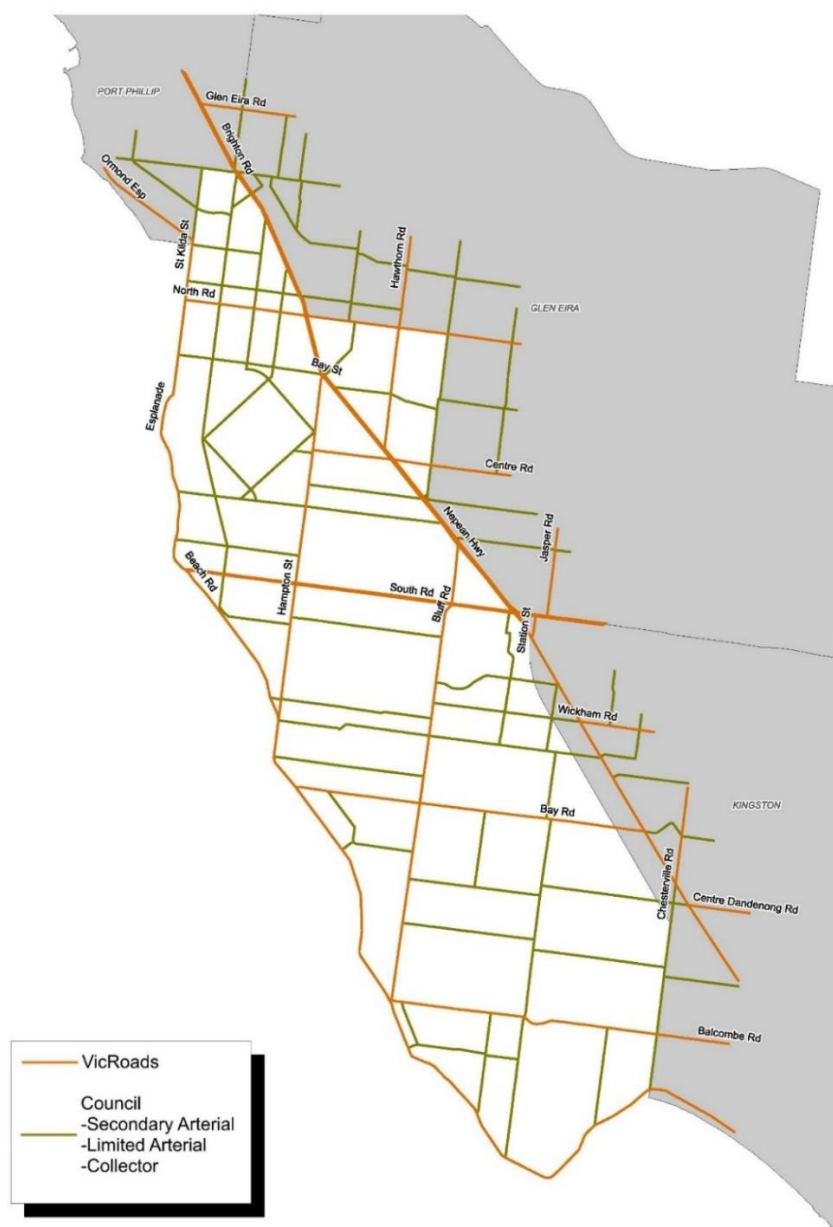 PORT PHILLIP
Glen Eira Rd
Brighton Rd
Ormond Esp
St Kilda St
Hawthorn Rd
North Rd
GLEN EIRA
Bay St
Esplanade
Centre Rd
Nepean Hwy
Jasper Rd
Beach Rd
Hampton St
South Rd
Bluff Rd
Station St
Wickham Rd
Bay Rd
KINGSTON
Chesterville Rd
Centre Dandenong Rd
Balcombe Rd
VicRoads
Council
-Secondary Arterial
-Limited Arterial
-Collector